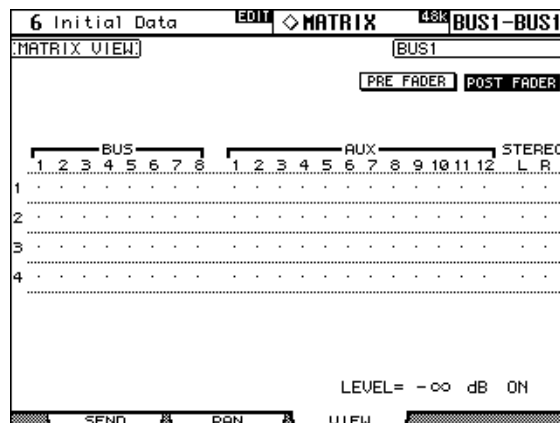 6 Initial Data EDIT ◇MATRIX 48K BUS1-BUS1
MATRIX VIEW BUS1
PRE FADER POST FADER
BUS AUX STEREO
1 2 3 4 5 6 7 8 1 2 3 4 5 6 7 8 9 10 11 12 L R
1
2
3
4
LEVEL= -∞ dB ON
SEND PAN VIEW